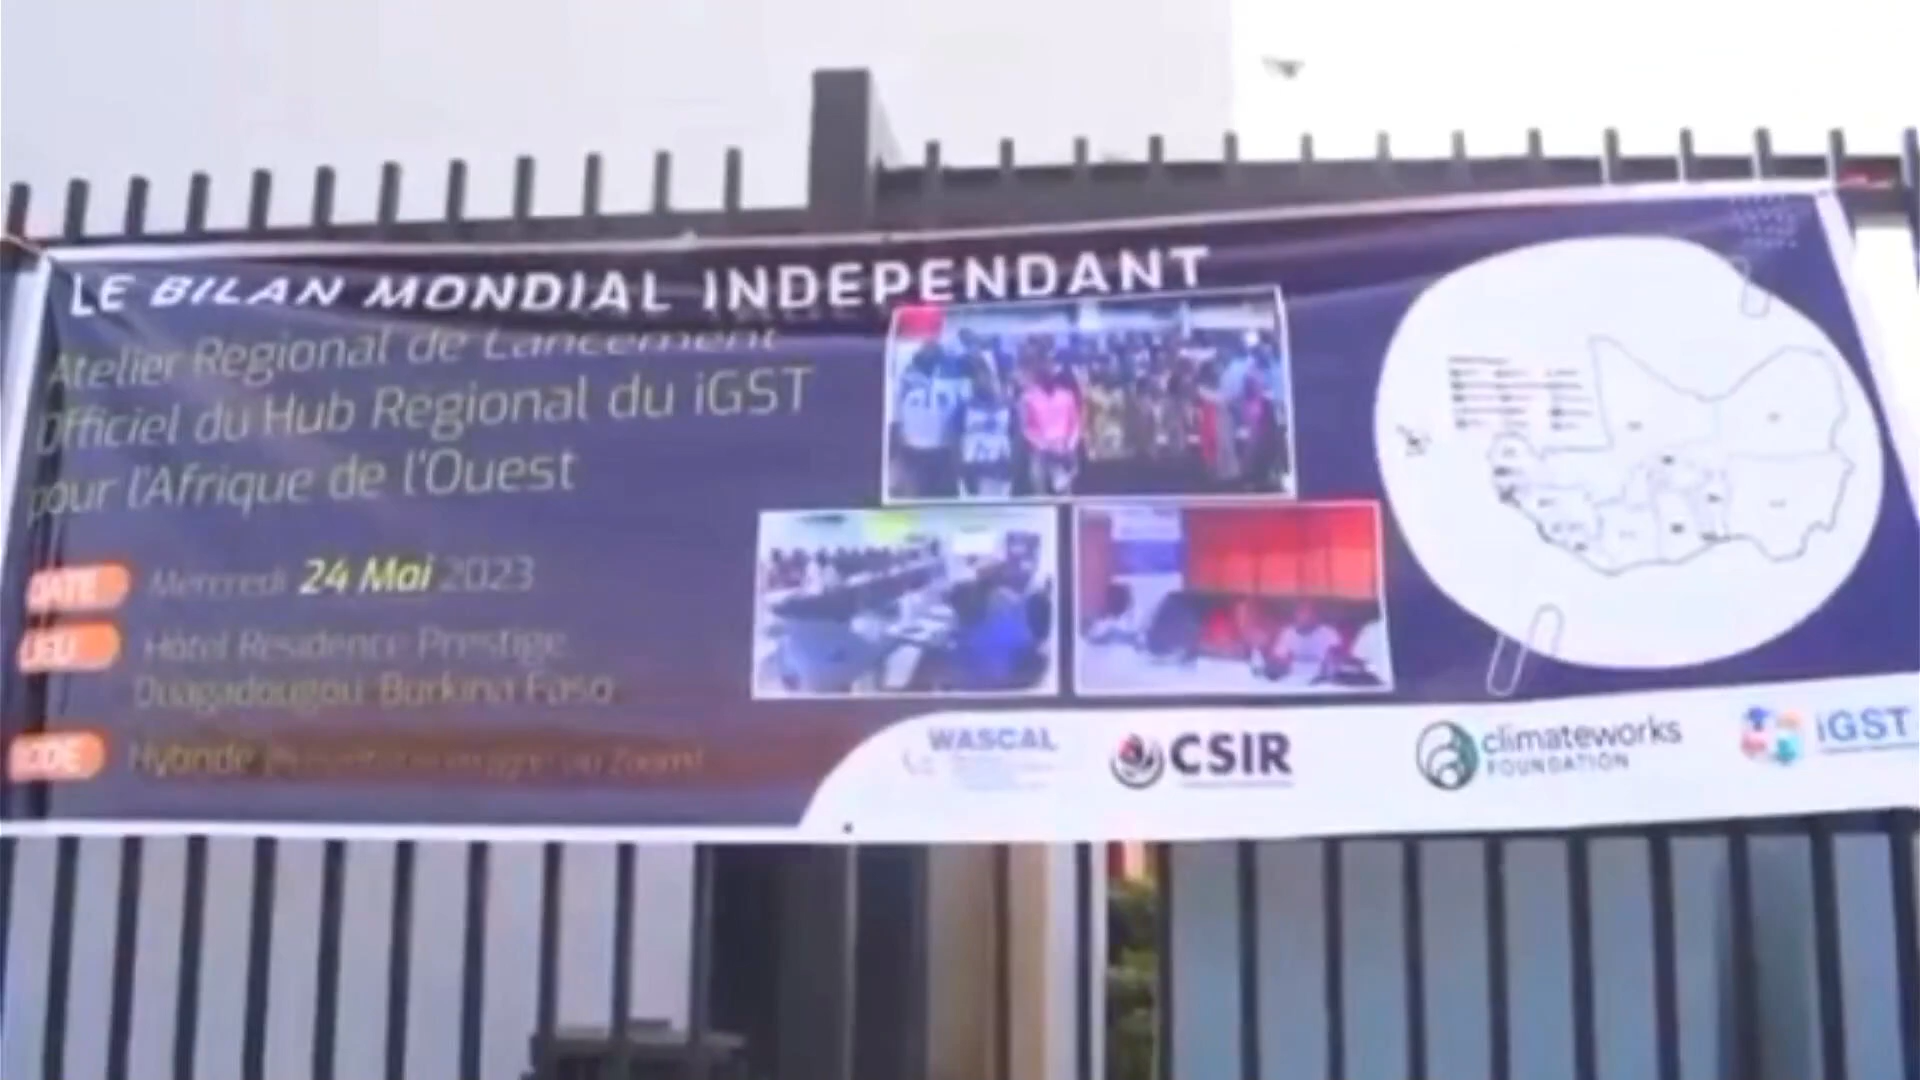 LE BILAN MONDIAL INDEPENDANT
Atelier Regional de Lancement
Officiel du Hub Regional du iGST
pour l'Afrique de l'Ouest
DATE Mercredi 24 Mai 2023
LIEU Hôtel Residence Prestige
Ouagadougou Burkina Faso
MODE Hybride
WASCAL
CSIR
climateworks
FOUNDATION
iGST